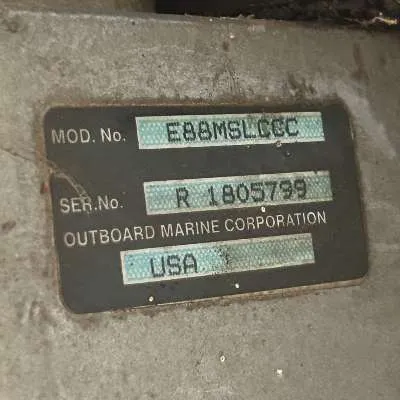 MOD. No. E88MSLCCC
SER.No. R 1805799
OUTBOARD MARINE CORPORATION
USA